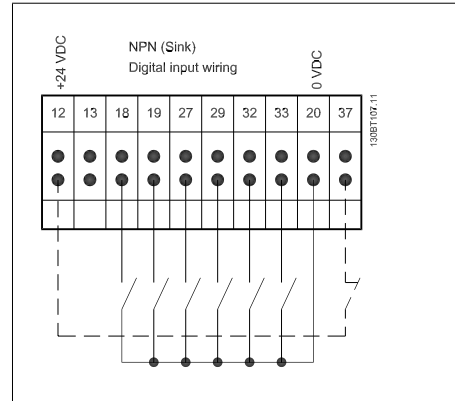 +24 VDC
NPN (Sink)
Digital input wiring
0 VDC
12 13 18 19 27 29 32 33 20 37
130BT107.11